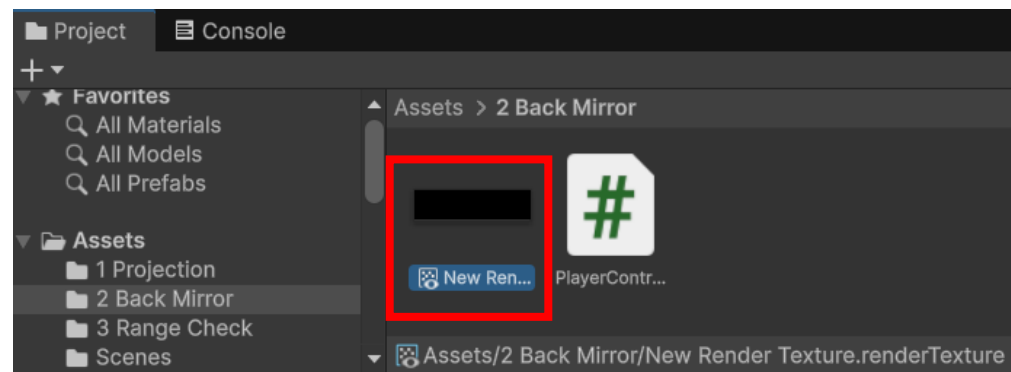 Project
Console
Favorites
All Materials
All Models
All Prefabs
Assets
1 Projection
2 Back Mirror
3 Range Check
Scenes
Assets > 2 Back Mirror
#
New Ren...
PlayerContr...
Assets/2 Back Mirror/New Render Texture.renderTexture